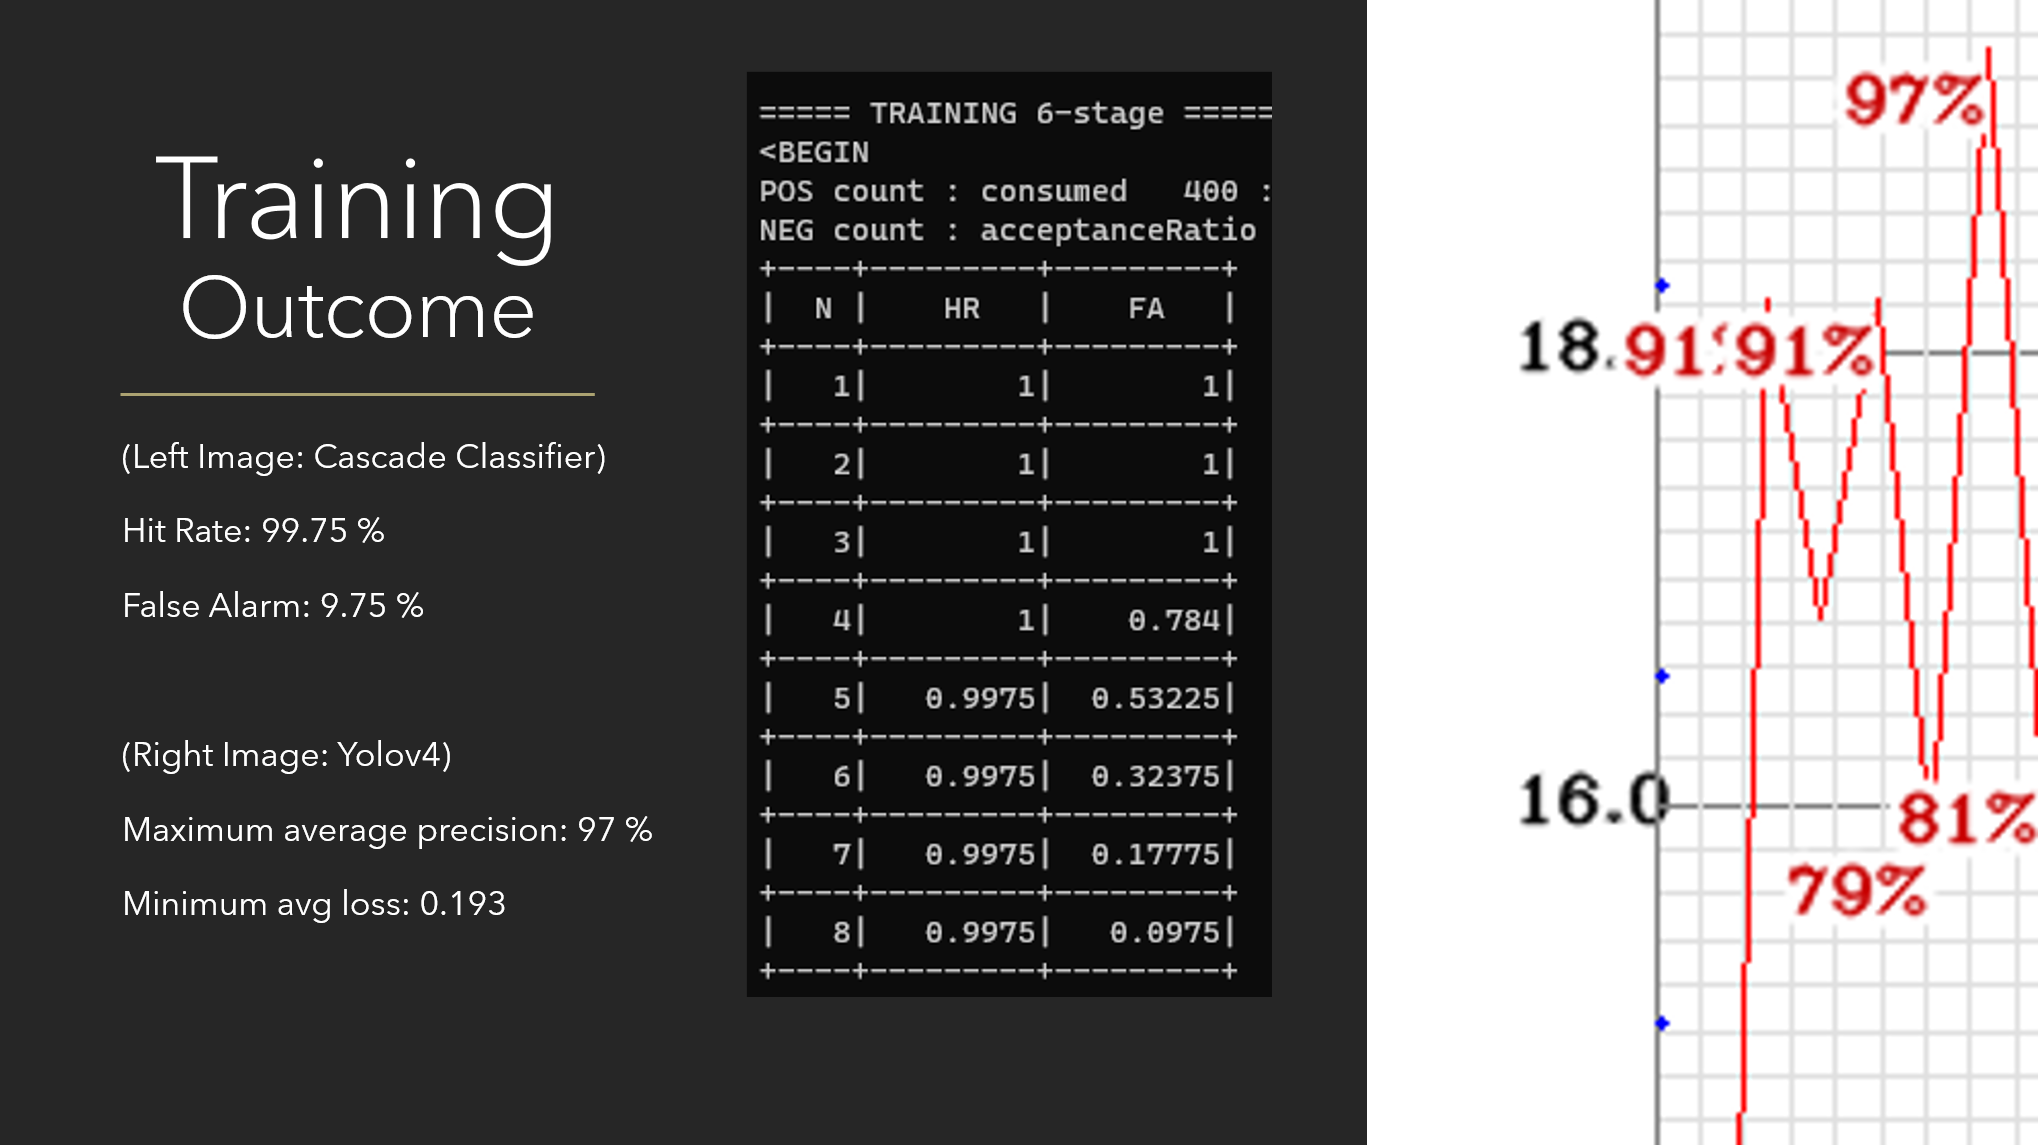 Training
Outcome
(Left Image: Cascade Classifier)
Hit Rate: 99.75 %
False Alarm: 9.75 %
(Right Image: Yolov4)
Maximum average precision: 97 %
Minimum avg loss: 0.193
===== TRAINING 6-stage =====
<BEGIN
POS count : consumed   400 :
NEG count : acceptanceRatio
+----+---------+---------+
|  N |    HR   |    FA   |
+----+---------+---------+
|   1|        1|        1|
+----+---------+---------+
|   2|        1|        1|
+----+---------+---------+
|   3|        1|        1|
+----+---------+---------+
|   4|        1|    0.784|
+----+---------+---------+
|   5|   0.9975|  0.53225|
+----+---------+---------+
|   6|   0.9975|  0.32375|
+----+---------+---------+
|   7|   0.9975|  0.17775|
+----+---------+---------+
|   8|   0.9975|   0.0975|
+----+---------+---------+
97%
18. 91 91%
16.0
81%
79%